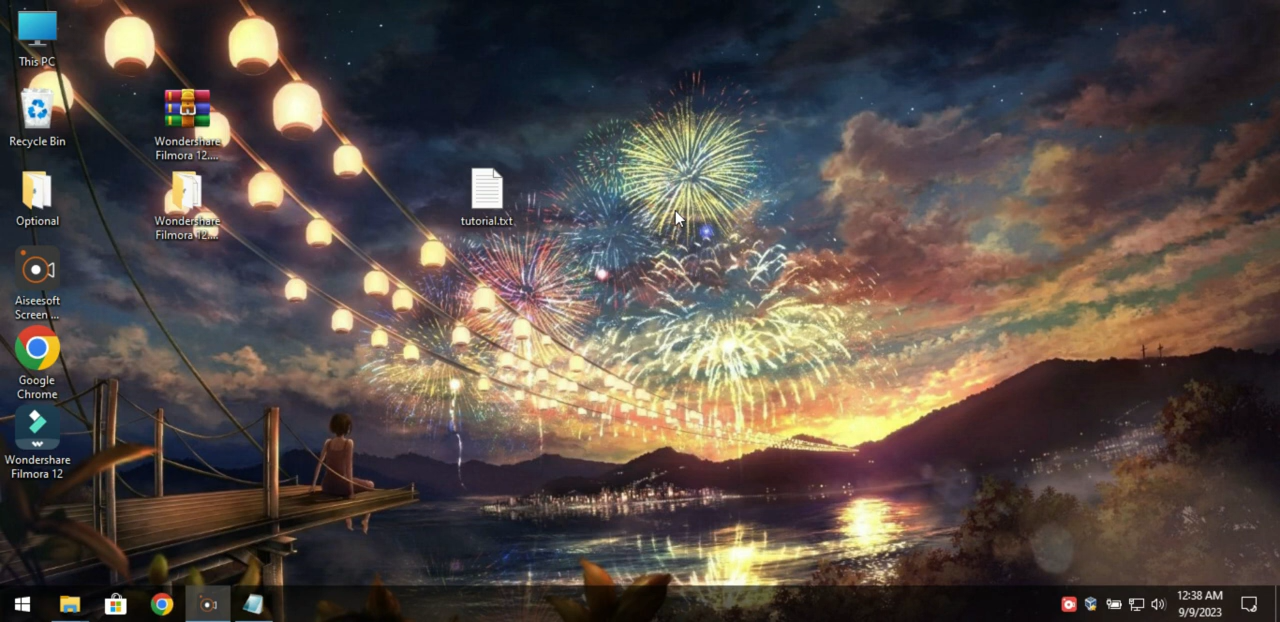 This PC
Recycle Bin
Wondershare
Filmora 12....
Optional
Wondershare
Filmora 12....
tutorial.txt
Aiseesoft
Screen ...
Google
Chrome
Wondershare
Filmora 12
12:38 AM
9/9/2023